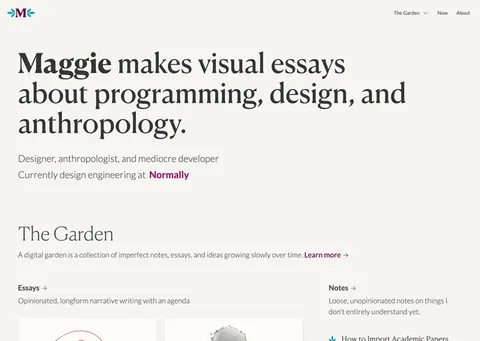 M
The Garden
Now
About
Maggie makes visual essays
about programming, design, and
anthropology.
Designer, anthropologist, and mediocre developer
Currently design engineering at Normally
The Garden
A digital garden is a collection of imperfect notes, essays, and ideas growing slowly over time. Learn more →
Essays →
Opinionated, longform narrative writing with an agenda
Notes →
Loose, unopinionated notes on things I
don't entirely understand yet.
How to Import Academic Papers